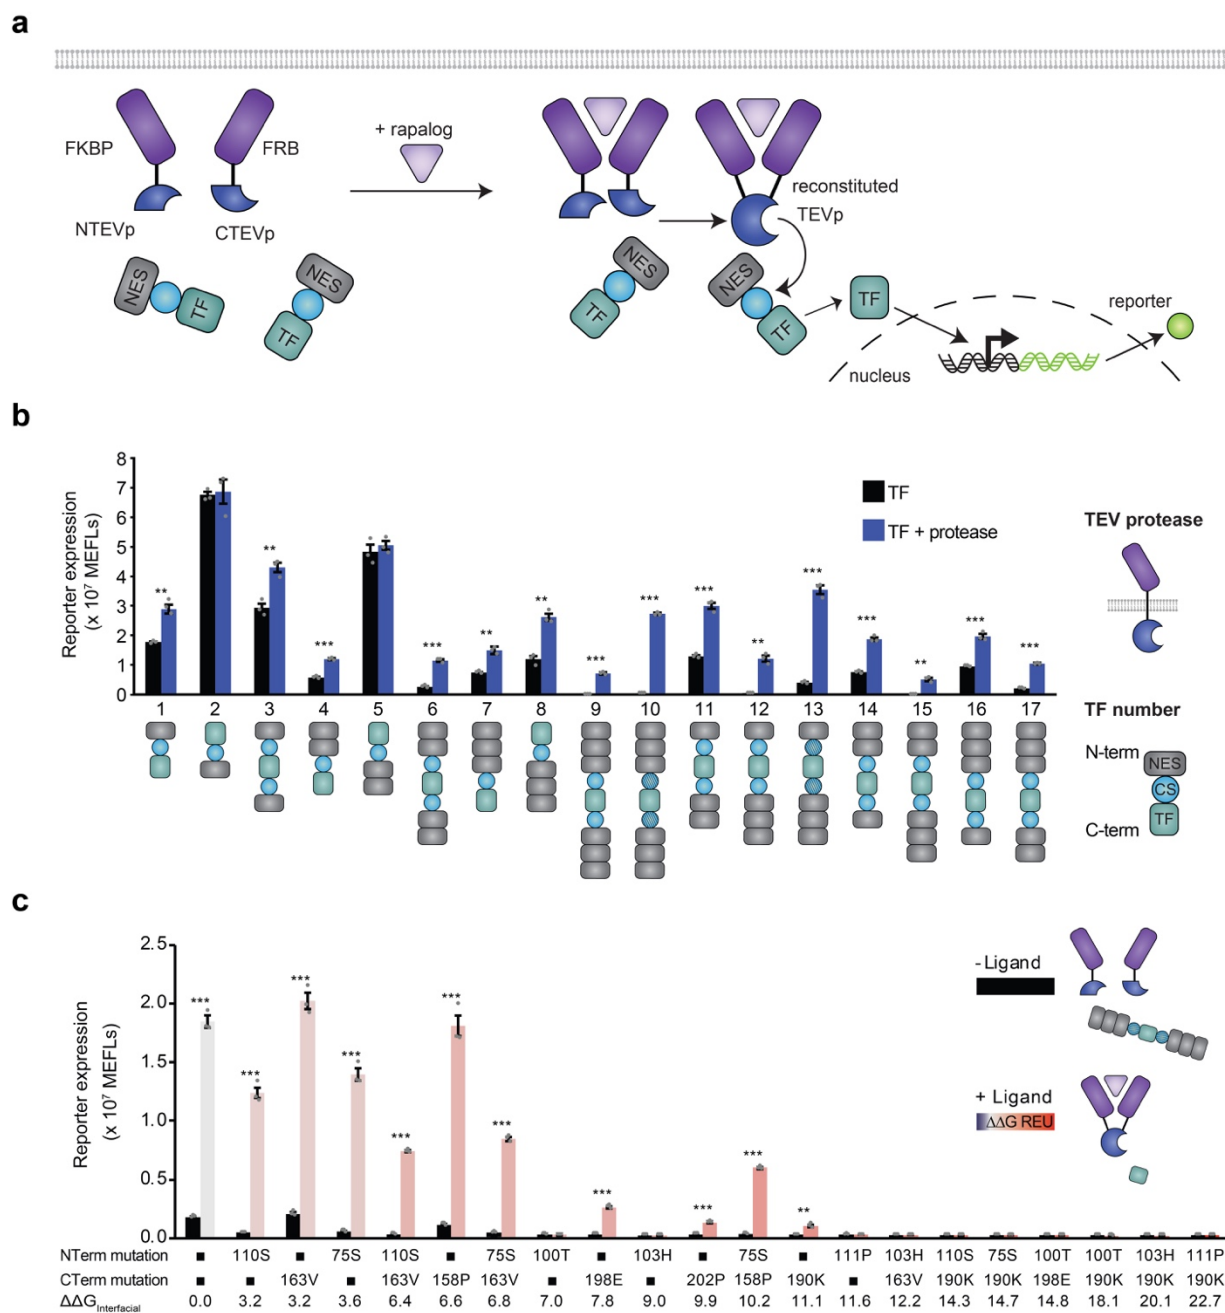 a
FKBP
FRB
+ rapalog
NTEVp
CTEVp
reconstituted
TEVp
NES
TF
NES
TF
NES
TF
NES
TF
TF
reporter
nucleus
b
Reporter expression
(x 10⁷ MEFLs)
8
7
6
5
4
3
2
1
0
** ** *** *** ** ** *** *** *** ** *** *** ** *** ***
TF
TF + protease
TEV protease
1 2 3 4 5 6 7 8 9 10 11 12 13 14 15 16 17
TF number
N-term
NES
CS
TF
C-term
c
Reporter expression
(x 10⁷ MEFLs)
2.5
2.0
1.5
1.0
0.5
0.0
*** *** *** *** *** *** *** *** *** *** **
-Ligand
+ Ligand
ΔΔG REU
NTerm mutation ■ 110S ■ 75S 110S ■ 75S 100T ■ 103H ■ 75S ■ 111P 103H 110S 75S 100T 100T 103H 111P
CTerm mutation ■ ■ 163V ■ 163V 158P 163V ■ 198E ■ 202P 158P 190K ■ 163V 190K 190K 198E 190K 190K 190K
ΔΔG Interfacial 0.0 3.2 3.2 3.6 6.4 6.6 6.8 7.0 7.8 9.0 9.9 10.2 11.1 11.6 12.2 14.3 14.7 14.8 18.1 20.1 22.7